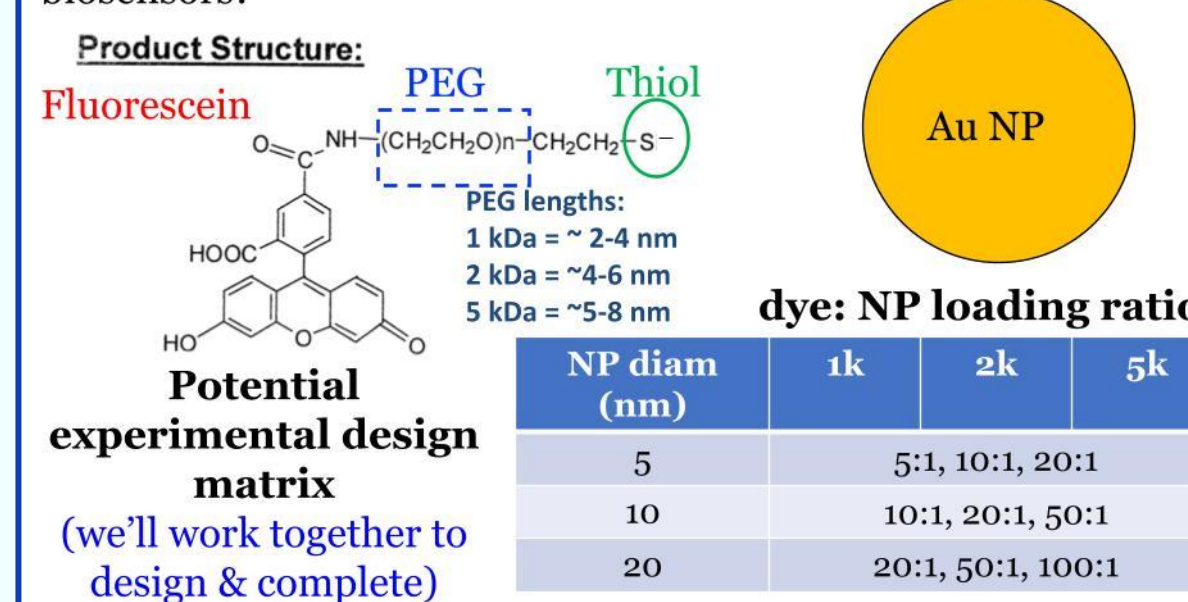 biosensors.
Product Structure:
Fluorescein
PEG
Thiol
O
C
NH
(CH₂CH₂O)n
CH₂CH₂
S⁻
HOOC
HO
O
O
PEG lengths:
1 kDa = ~ 2-4 nm
2 kDa = ~4-6 nm
5 kDa = ~5-8 nm
Au NP
dye: NP loading ratio
NP diam (nm) 1k 2k 5k
5 5:1, 10:1, 20:1
10 10:1, 20:1, 50:1
20 20:1, 50:1, 100:1
Potential
experimental design
matrix
(we'll work together to
design & complete)